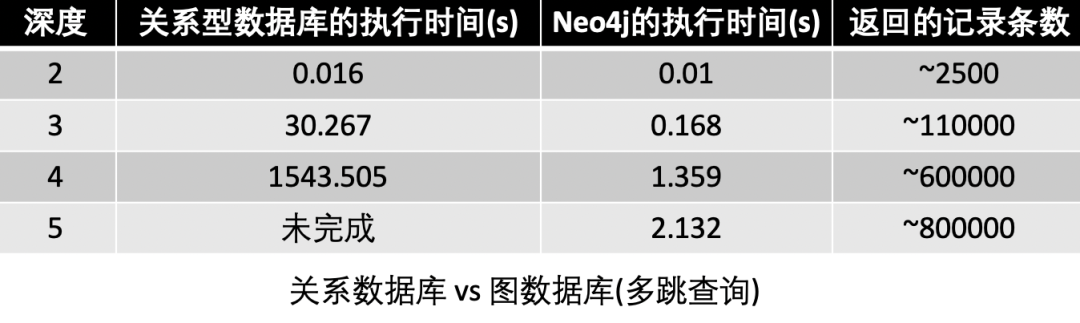 深度 关系型数据库的执行时间(s) Neo4j的执行时间(s) 返回的记录条数
2 0.016 0.01 ~2500
3 30.267 0.168 ~110000
4 1543.505 1.359 ~600000
5 未完成 2.132 ~800000
关系数据库 vs 图数据库(多跳查询)